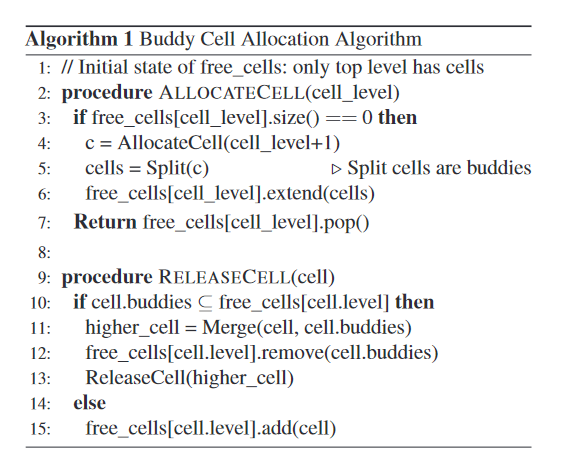 Algorithm 1 Buddy Cell Allocation Algorithm
1: // Initial state of free_cells: only top level has cells
2: procedure ALLOCATECELL(cell_level)
3: if free_cells[cell_level].size() == 0 then
4: c = AllocateCell(cell_level+1)
5: cells = Split(c) ▷ Split cells are buddies
6: free_cells[cell_level].extend(cells)
7: Return free_cells[cell_level].pop()
8:
9: procedure RELEASECELL(cell)
10: if cell.buddies ⊆ free_cells[cell.level] then
11: higher_cell = Merge(cell, cell.buddies)
12: free_cells[cell.level].remove(cell.buddies)
13: ReleaseCell(higher_cell)
14: else
15: free_cells[cell.level].add(cell)